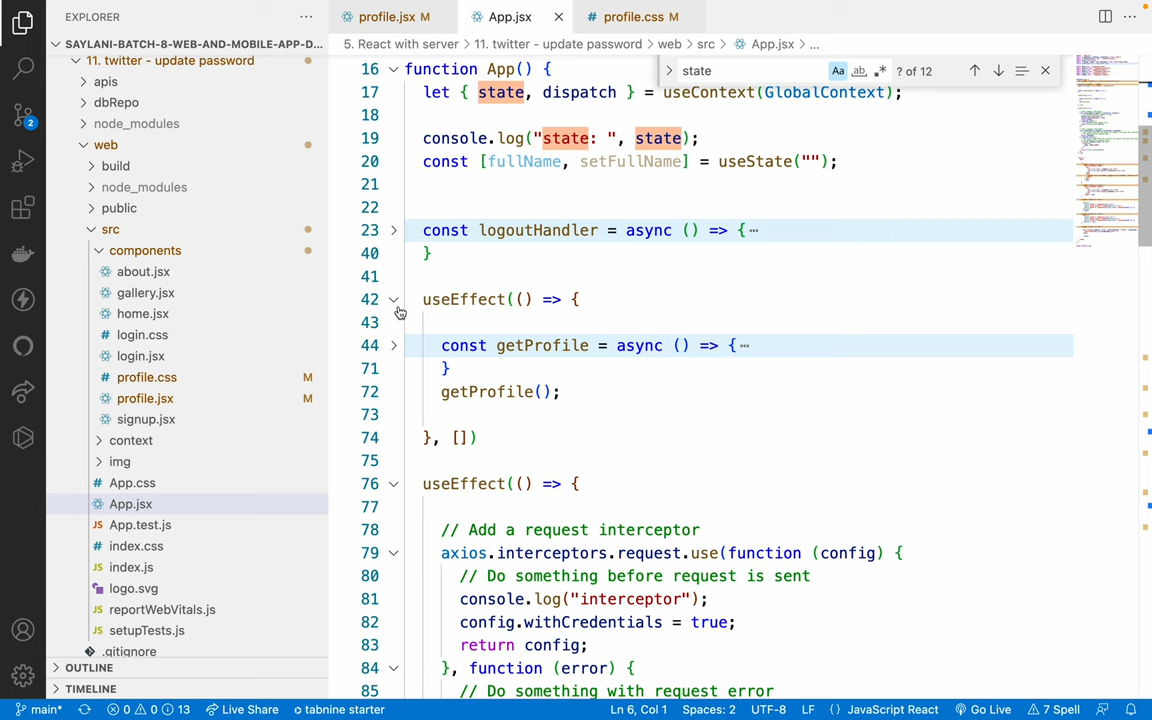 EXPLORER
SAYLANI-BATCH-8-WEB-AND-MOBILE-APP-D...
11. twitter - update password
apis
dbRepo
node_modules
web
build
node_modules
public
src
components
about.jsx
gallery.jsx
home.jsx
login.css
login.jsx
profile.css M
profile.jsx M
signup.jsx
context
img
App.css
App.jsx
App.test.js
index.css
index.js
logo.svg
reportWebVitals.js
setupTests.js
.gitignore
OUTLINE
TIMELINE
2
profile.jsx M
App.jsx
profile.css M
5. React with server > 11. twitter - update password > web > src > App.jsx > ...
state Aa ab ? of 12
16 function App() {
17 let { state, dispatch } = useContext(GlobalContext);
18
19 console.log("state: ", state);
20 const [fullName, setFullName] = useState("");
21
22
23 const logoutHandler = async () => {⋯
40 }
41
42 useEffect(() => {
43
44 const getProfile = async () => {⋯
71 }
72 getProfile();
73
74 }, [])
75
76 useEffect(() => {
77
78 // Add a request interceptor
79 axios.interceptors.request.use(function (config) {
80 // Do something before request is sent
81 console.log("interceptor");
82 config.withCredentials = true;
83 return config;
84 }, function (error) {
85 // Do something with request error
main* 0 0 13 Live Share tabnine starter Ln 6, Col 1 Spaces: 2 UTF-8 LF {} JavaScript React Go Live 7 Spell